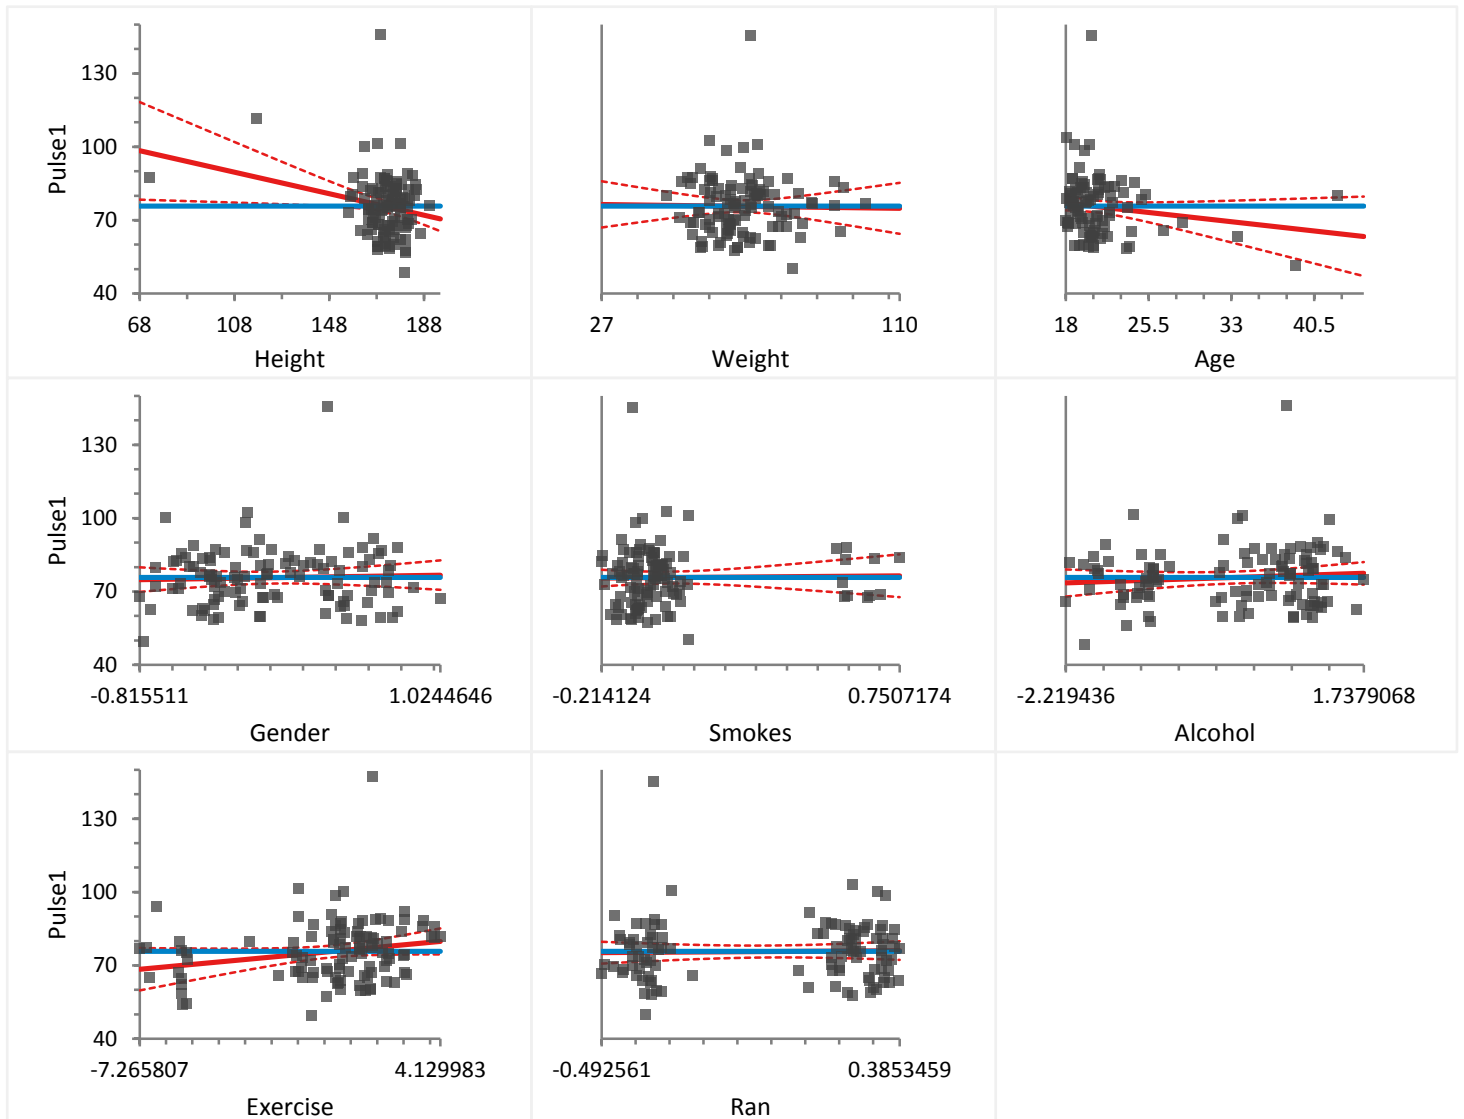 130
100
70
40
Pulse1
68 108 148 188
Height
27 110
Weight
18 25.5 33 40.5
Age
130
100
70
40
Pulse1
-0.815511 1.0244646
Gender
-0.214124 0.7507174
Smokes
-2.219436 1.7379068
Alcohol
130
100
70
40
Pulse1
-7.265807 4.129983
Exercise
-0.492561 0.3853459
Ran